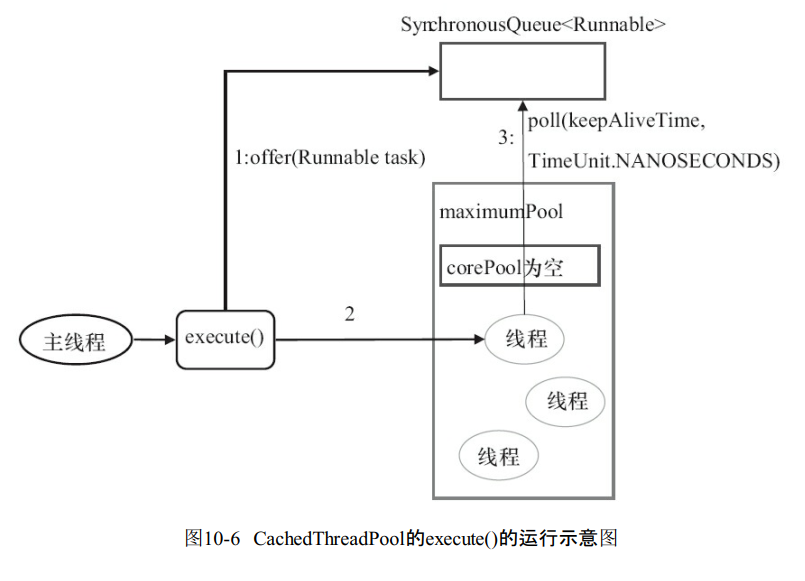 SynchronousQueue<Runnable>
1:offer(Runnable task)
3:
poll(keepAliveTime,
TimeUnit.NANOSECONDS)
maximumPool
corePool为空
主线程
execute()
2
线程
线程
线程
图10-6 CachedThreadPool的execute()的运行示意图